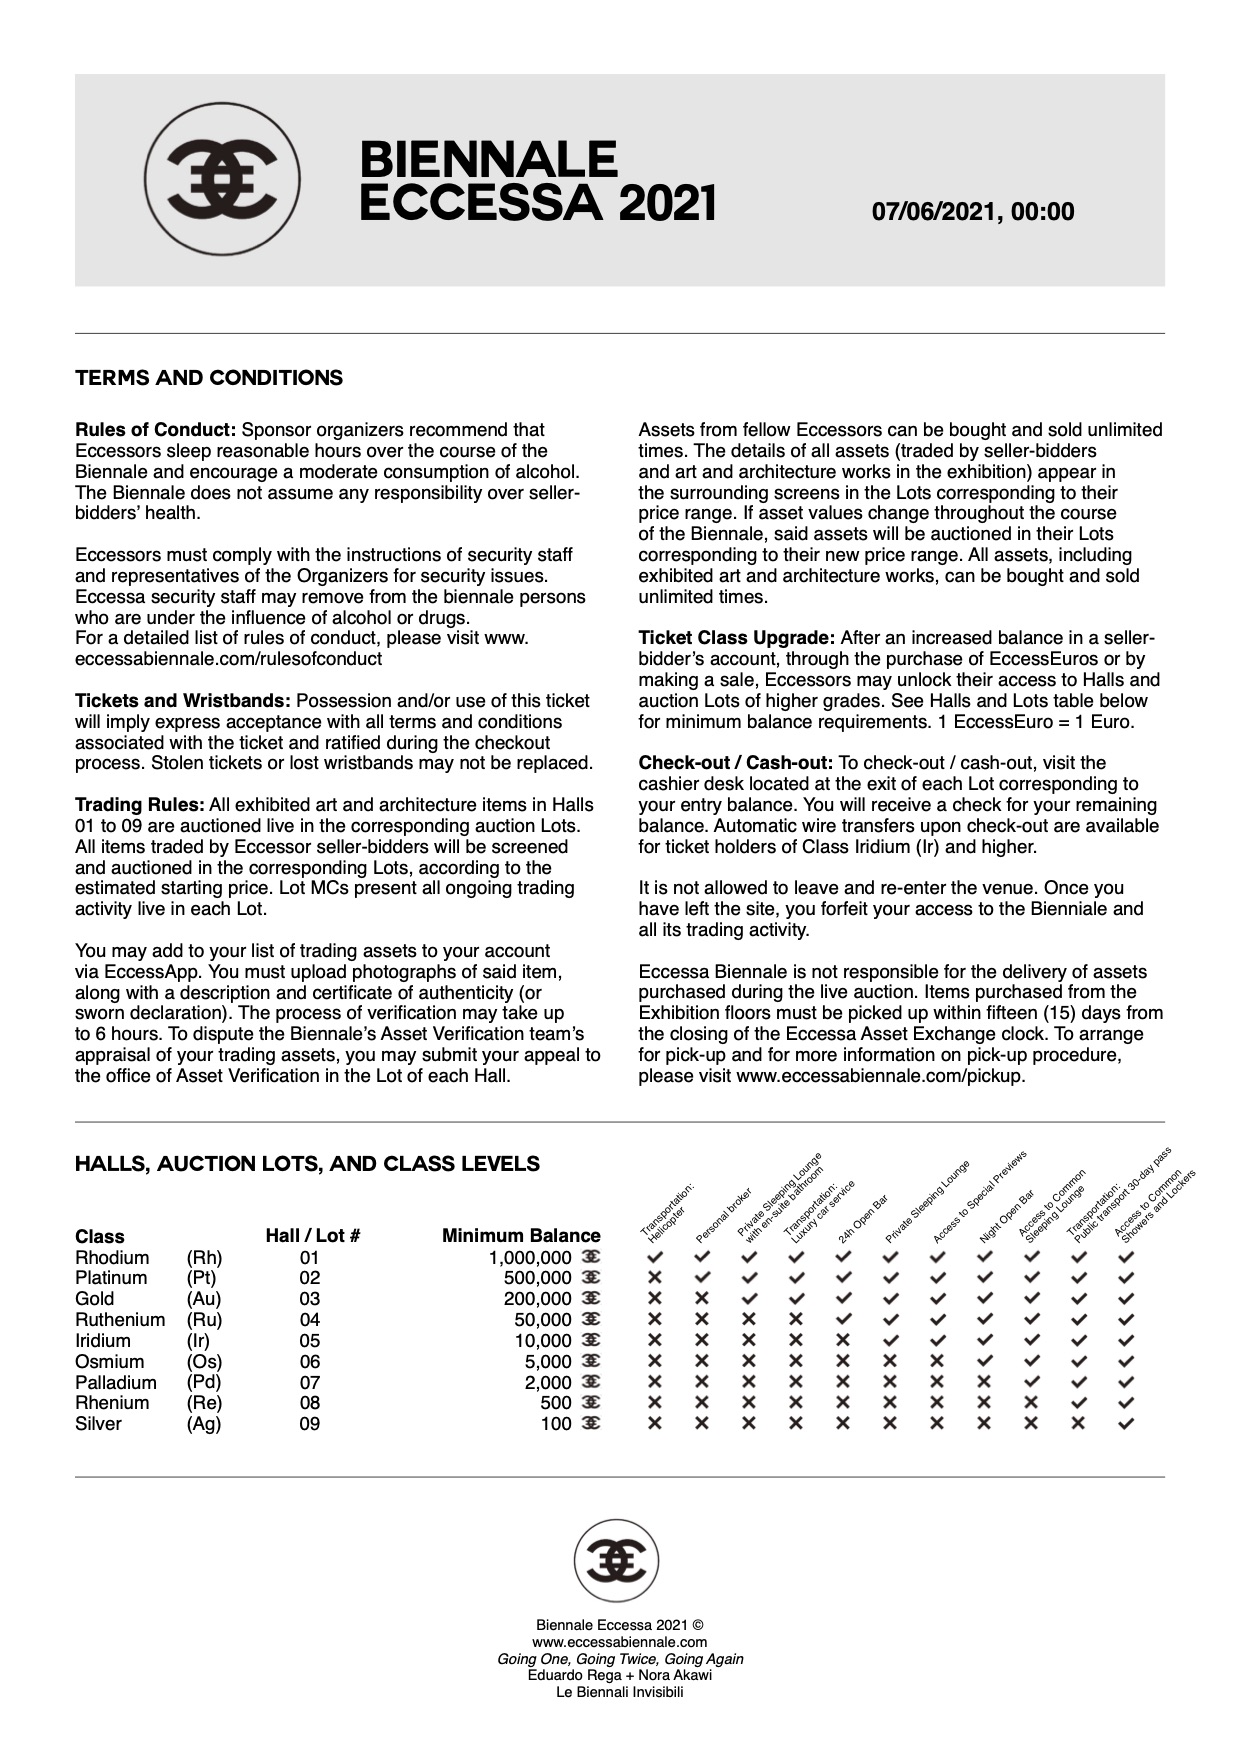 BIENNALE
ECCESSA 2021
07/06/2021, 00:00
TERMS AND CONDITIONS
Rules of Conduct: Sponsor organizers recommend that
Eccessors sleep reasonable hours over the course of the
Biennale and encourage a moderate consumption of alcohol.
The Biennale does not assume any responsibility over seller-
bidders’ health.
Eccessors must comply with the instructions of security staff
and representatives of the Organizers for security issues.
Eccessa security staff may remove from the biennale persons
who are under the influence of alcohol or drugs.
For a detailed list of rules of conduct, please visit www.
eccessabiennale.com/rulesofconduct
Tickets and Wristbands: Possession and/or use of this ticket
will imply express acceptance with all terms and conditions
associated with the ticket and ratified during the checkout
process. Stolen tickets or lost wristbands may not be replaced.
Trading Rules: All exhibited art and architecture items in Halls
01 to 09 are auctioned live in the corresponding auction Lots.
All items traded by Eccessor seller-bidders will be screened
and auctioned in the corresponding Lots, according to the
estimated starting price. Lot MCs present all ongoing trading
activity live in each Lot.
You may add to your list of trading assets to your account
via EccessApp. You must upload photographs of said item,
along with a description and certificate of authenticity (or
sworn declaration). The process of verification may take up
to 6 hours. To dispute the Biennale’s Asset Verification team’s
appraisal of your trading assets, you may submit your appeal to
the office of Asset Verification in the Lot of each Hall.
Assets from fellow Eccessors can be bought and sold unlimited
times. The details of all assets (traded by seller-bidders
and art and architecture works in the exhibition) appear in
the surrounding screens in the Lots corresponding to their
price range. If asset values change throughout the course
of the Biennale, said assets will be auctioned in their Lots
corresponding to their new price range. All assets, including
exhibited art and architecture works, can be bought and sold
unlimited times.
Ticket Class Upgrade: After an increased balance in a seller-
bidder’s account, through the purchase of EccessEuros or by
making a sale, Eccessors may unlock their access to Halls and
auction Lots of higher grades. See Halls and Lots table below
for minimum balance requirements. 1 EccessEuro = 1 Euro.
Check-out / Cash-out: To check-out / cash-out, visit the
cashier desk located at the exit of each Lot corresponding to
your entry balance. You will receive a check for your remaining
balance. Automatic wire transfers upon check-out are available
for ticket holders of Class Iridium (Ir) and higher.
It is not allowed to leave and re-enter the venue. Once you
have left the site, you forfeit your access to the Bienniale and
all its trading activity.
Eccessa Biennale is not responsible for the delivery of assets
purchased during the live auction. Items purchased from the
Exhibition floors must be picked up within fifteen (15) days from
the closing of the Eccessa Asset Exchange clock. To arrange
for pick-up and for more information on pick-up procedure,
please visit www.eccessabiennale.com/pickup.
HALLS, AUCTION LOTS, AND CLASS LEVELS
Transportation:
Helicopter
Personal broker
Private Sleeping Lounge
with en-suite bathroom
Transportation:
Luxury car service
24h Open Bar
Private Sleeping Lounge
Access to Special Previews
Night Open Bar
Access to Common
Sleeping Lounge
Transportation:
Public transport 30-day pass
Access to Common
Showers and Lockers
Class Hall / Lot # Minimum Balance
Rhodium (Rh) 01 1,000,000 ✓ ✓ ✓ ✓ ✓ ✓ ✓ ✓ ✓ ✓ ✓
Platinum (Pt) 02 500,000 ✕ ✓ ✓ ✓ ✓ ✓ ✓ ✓ ✓ ✓ ✓
Gold (Au) 03 200,000 ✕ ✕ ✓ ✓ ✓ ✓ ✓ ✓ ✓ ✓ ✓
Ruthenium (Ru) 04 50,000 ✕ ✕ ✕ ✕ ✓ ✓ ✓ ✓ ✓ ✓ ✓
Iridium (Ir) 05 10,000 ✕ ✕ ✕ ✕ ✕ ✓ ✓ ✓ ✓ ✓ ✓
Osmium (Os) 06 5,000 ✕ ✕ ✕ ✕ ✕ ✕ ✕ ✓ ✓ ✓ ✓
Palladium (Pd) 07 2,000 ✕ ✕ ✕ ✕ ✕ ✕ ✕ ✕ ✓ ✓ ✓
Rhenium (Re) 08 500 ✕ ✕ ✕ ✕ ✕ ✕ ✕ ✕ ✕ ✓ ✓
Silver (Ag) 09 100 ✕ ✕ ✕ ✕ ✕ ✕ ✕ ✕ ✕ ✕ ✓
Biennale Eccessa 2021 ©
www.eccessabiennale.com
Going One, Going Twice, Going Again
Eduardo Rega + Nora Akawi
Le Biennali Invisibili